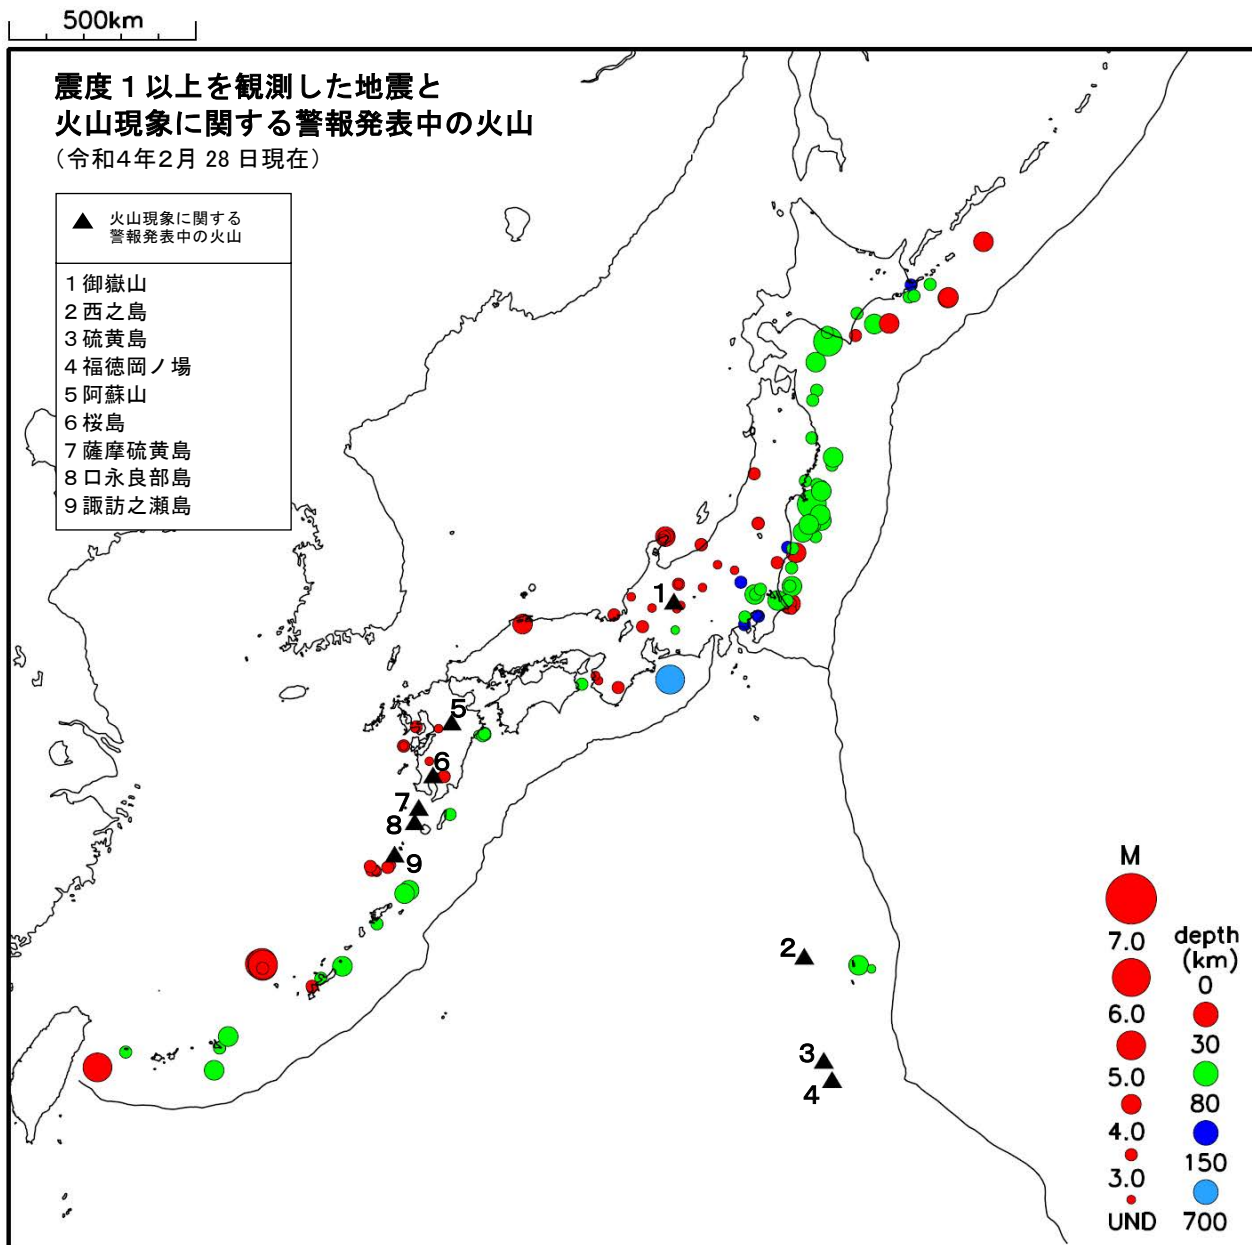 500km
震度１以上を観測した地震と
火山現象に関する警報発表中の火山
（令和4年2月 28 日現在）
▲ 火山現象に関する
警報発表中の火山
1 御嶽山
2 西之島
3 硫黄島
4 福徳岡ノ場
5 阿蘇山
6 桜島
7 薩摩硫黄島
8 口永良部島
9 諏訪之瀬島
1
5
6
7
8
9
2
3
4
M
7.0
6.0
5.0
4.0
3.0
UND
depth
(km)
0
30
80
150
700